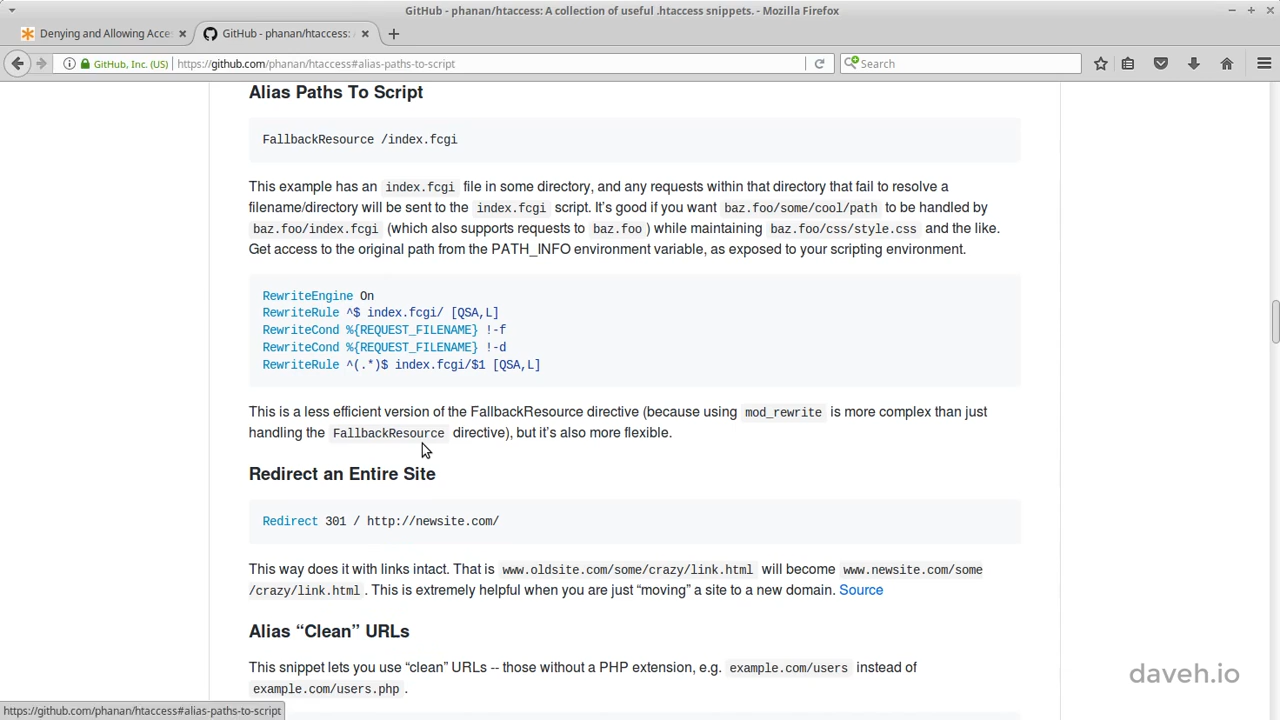 GitHub - phanan/htaccess: A collection of useful .htaccess snippets. - Mozilla Firefox
Denying and Allowing Acce
GitHub - phanan/htaccess:
GitHub, Inc. (US)
https://github.com/phanan/htaccess#alias-paths-to-script
Search
Alias Paths To Script
FallbackResource /index.fcgi
This example has an index.fcgi file in some directory, and any requests within that directory that fail to resolve a
filename/directory will be sent to the index.fcgi script. It’s good if you want baz.foo/some/cool/path to be handled by
baz.foo/index.fcgi (which also supports requests to baz.foo ) while maintaining baz.foo/css/style.css and the like.
Get access to the original path from the PATH_INFO environment variable, as exposed to your scripting environment.
RewriteEngine On
RewriteRule ^$ index.fcgi/ [QSA,L]
RewriteCond %{REQUEST_FILENAME} !-f
RewriteCond %{REQUEST_FILENAME} !-d
RewriteRule ^(.*)$ index.fcgi/$1 [QSA,L]
This is a less efficient version of the FallbackResource directive (because using mod_rewrite is more complex than just
handling the FallbackResource directive), but it’s also more flexible.
Redirect an Entire Site
Redirect 301 / http://newsite.com/
This way does it with links intact. That is www.oldsite.com/some/crazy/link.html will become www.newsite.com/some
/crazy/link.html . This is extremely helpful when you are just “moving” a site to a new domain. Source
Alias “Clean” URLs
This snippet lets you use “clean” URLs -- those without a PHP extension, e.g. example.com/users instead of
example.com/users.php .
daveh.io
https://github.com/phanan/htaccess#alias-paths-to-script